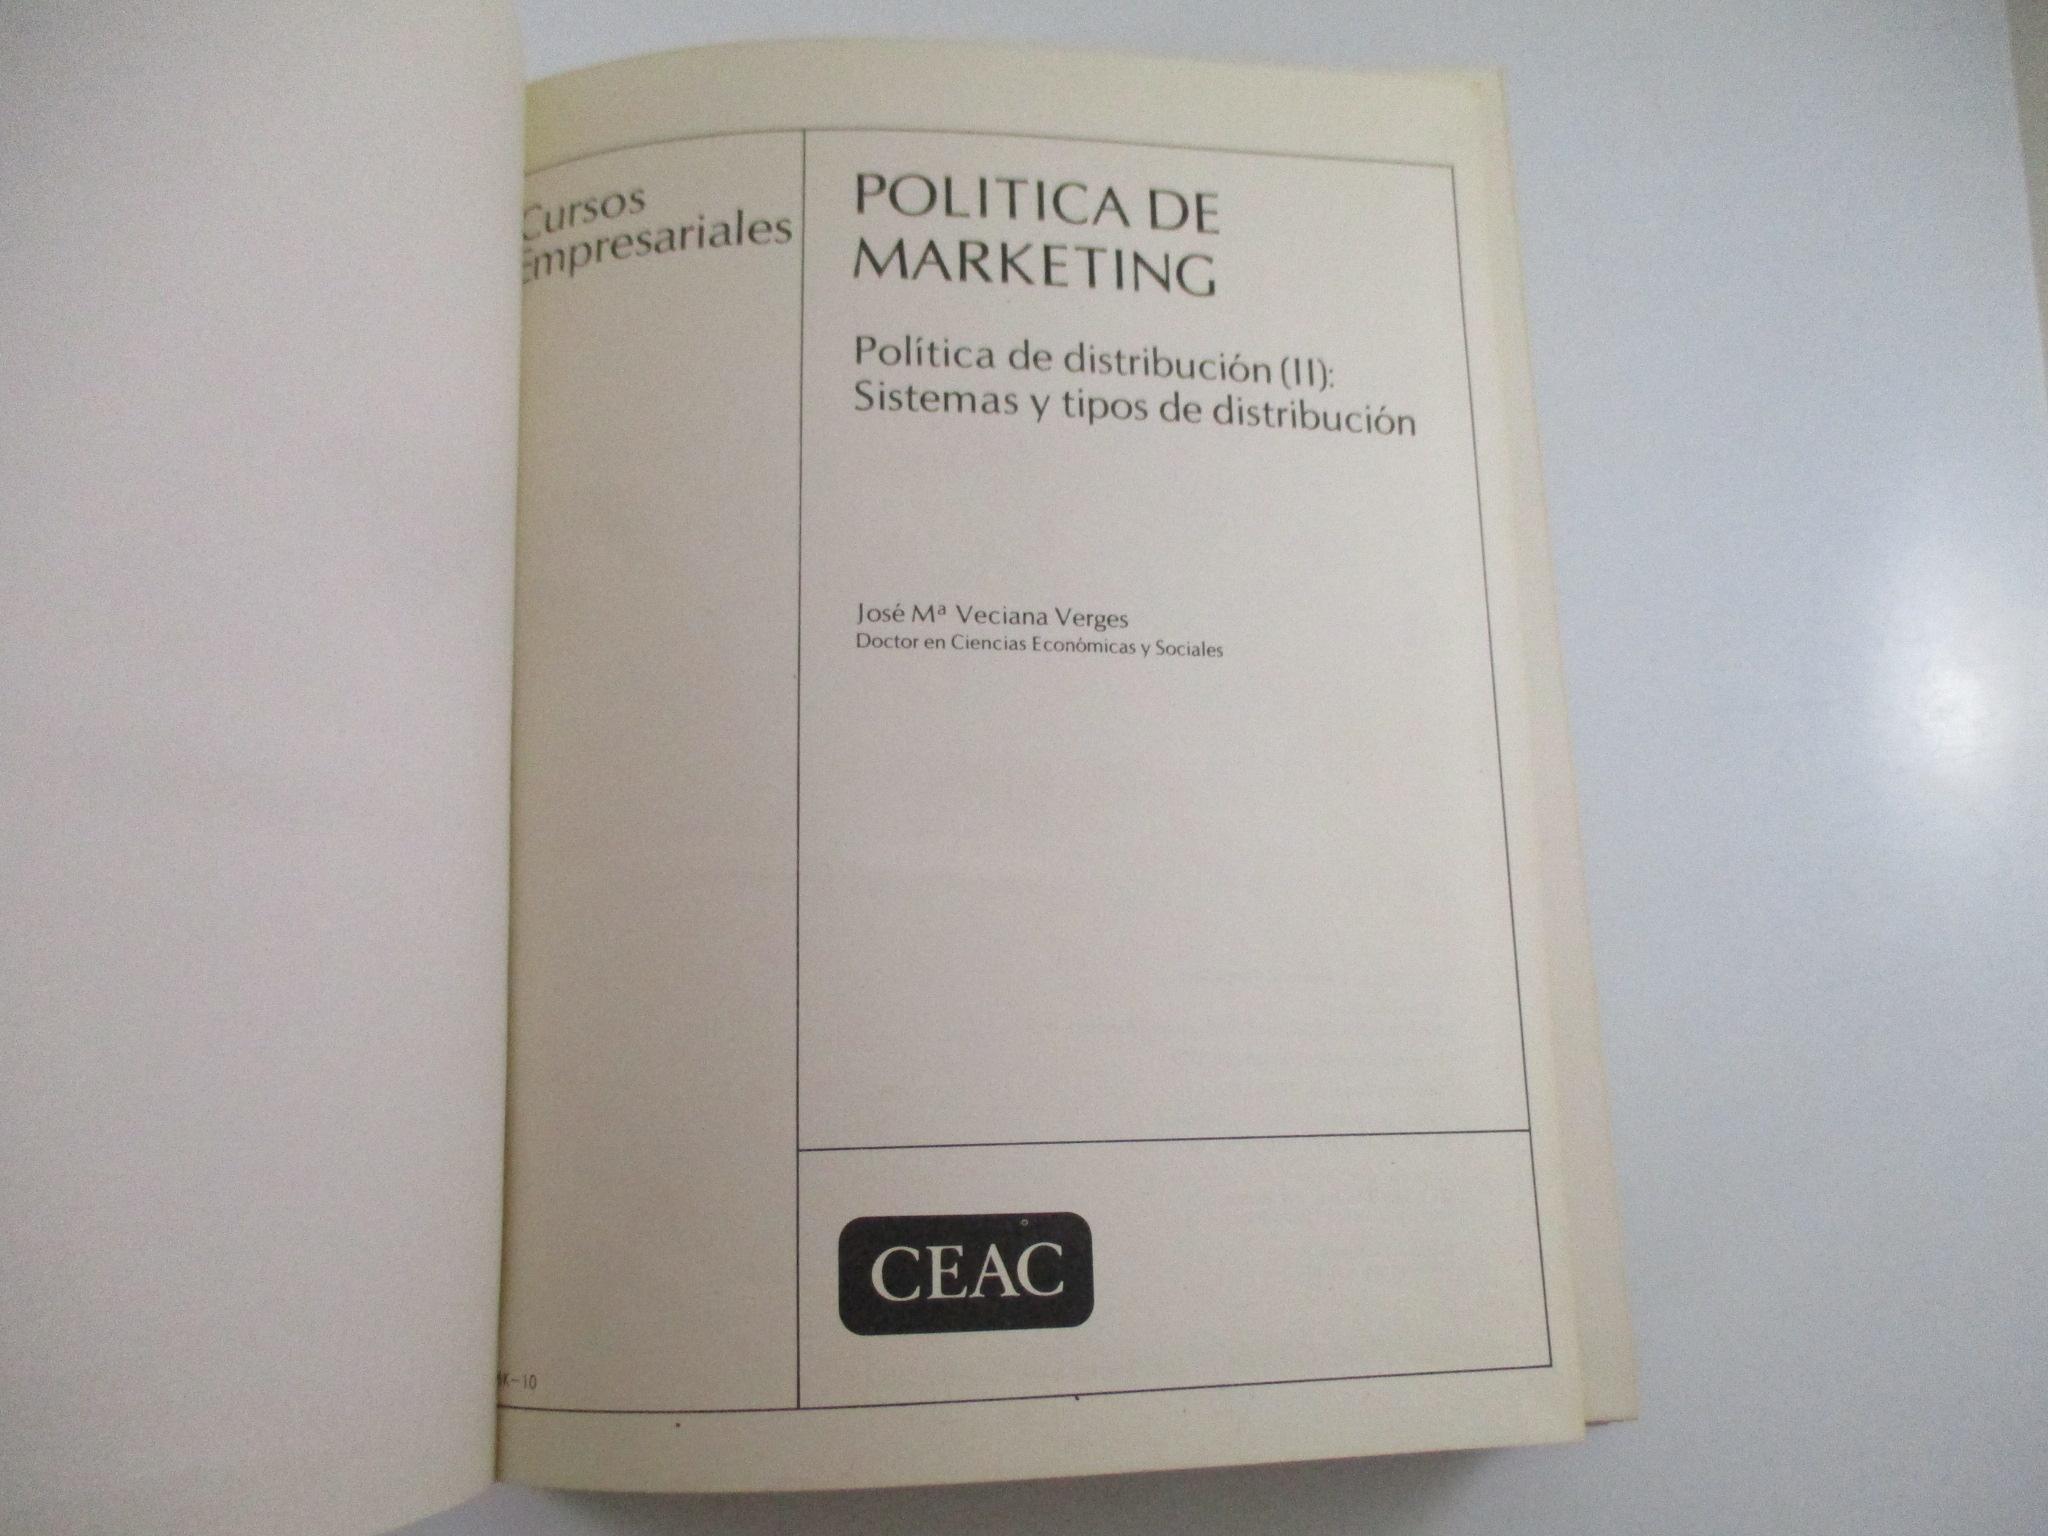 Cursos
Empresariales
POLITICA DE
MARKETING
Política de distribución (II):
Sistemas y tipos de distribución
José Mª Veciana Verges
Doctor en Ciencias Económicas y Sociales
CEAC